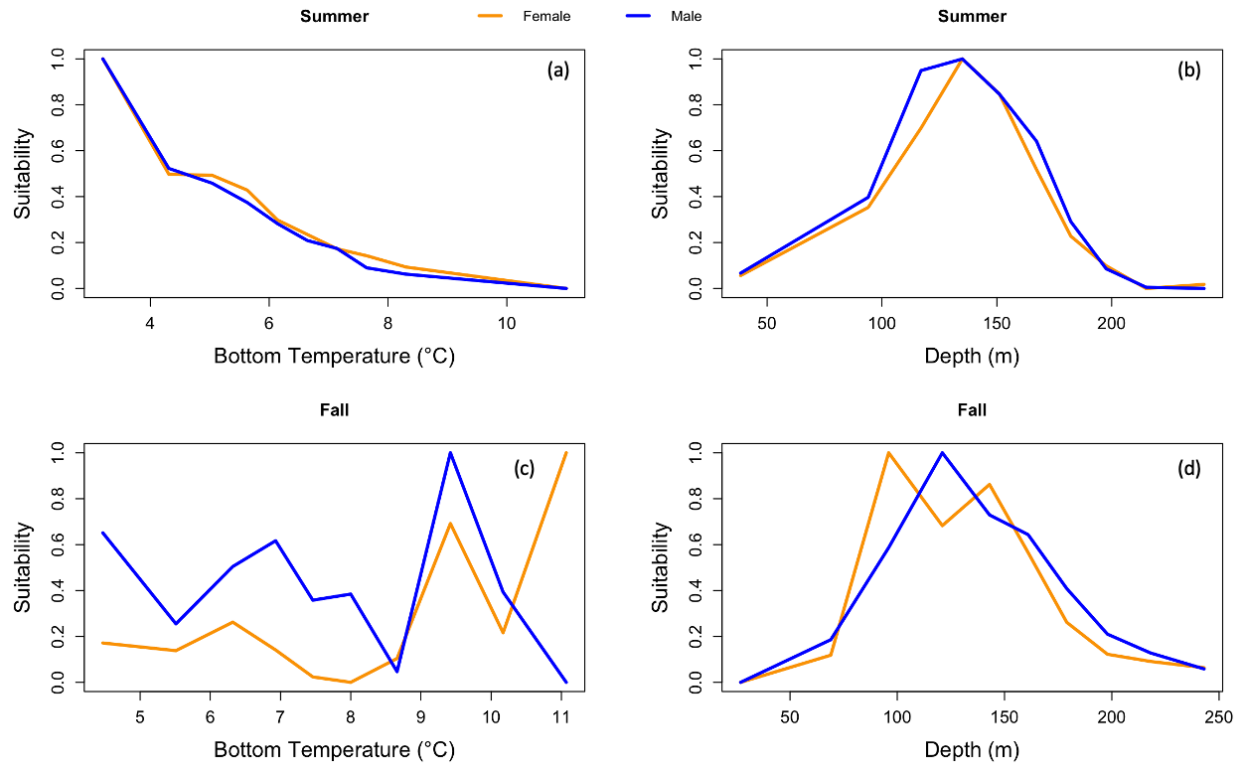 Summer
Female
Male
Summer
(a)
Suitability
0.0 0.2 0.4 0.6 0.8 1.0
4 6 8 10
Bottom Temperature (°C)
(b)
Suitability
0.0 0.2 0.4 0.6 0.8 1.0
50 100 150 200
Depth (m)
Fall
Fall
(c)
Suitability
0.0 0.2 0.4 0.6 0.8 1.0
5 6 7 8 9 10 11
Bottom Temperature (°C)
(d)
Suitability
0.0 0.2 0.4 0.6 0.8 1.0
50 100 150 200 250
Depth (m)